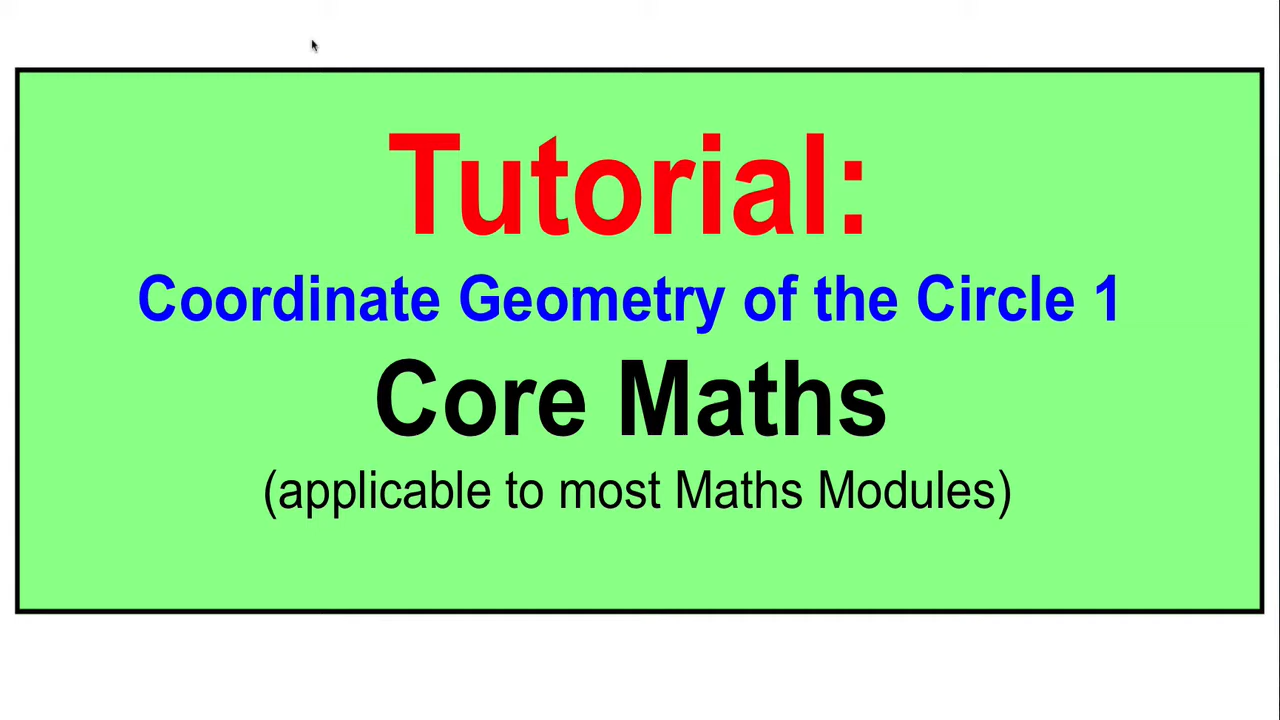 Tutorial:
Coordinate Geometry of the Circle 1
Core Maths
(applicable to most Maths Modules)